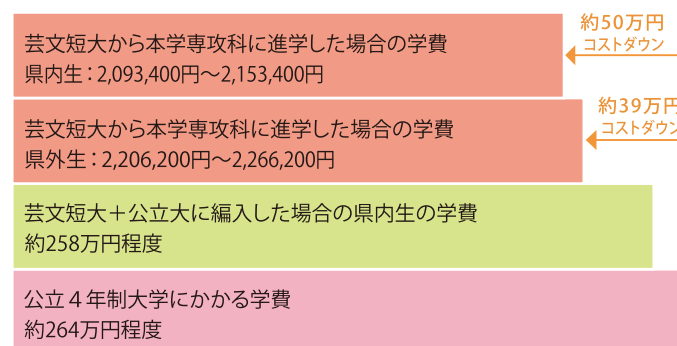 芸文短大から本学専攻科に進学した場合の学費
県内生：2,093,400円～2,153,400円
約50万円
コストダウン
芸文短大から本学専攻科に進学した場合の学費
県外生：2,206,200円～2,266,200円
約39万円
コストダウン
芸文短大＋公立大に編入した場合の県内生の学費
約258万円程度
公立４年制大学にかかる学費
約264万円程度